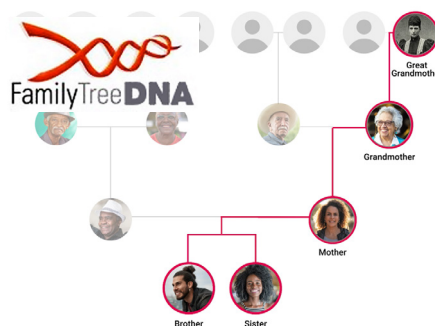 FamilyTreeDNA
Great
Grandmoth
Grandmother
Mother
Brother
Sister